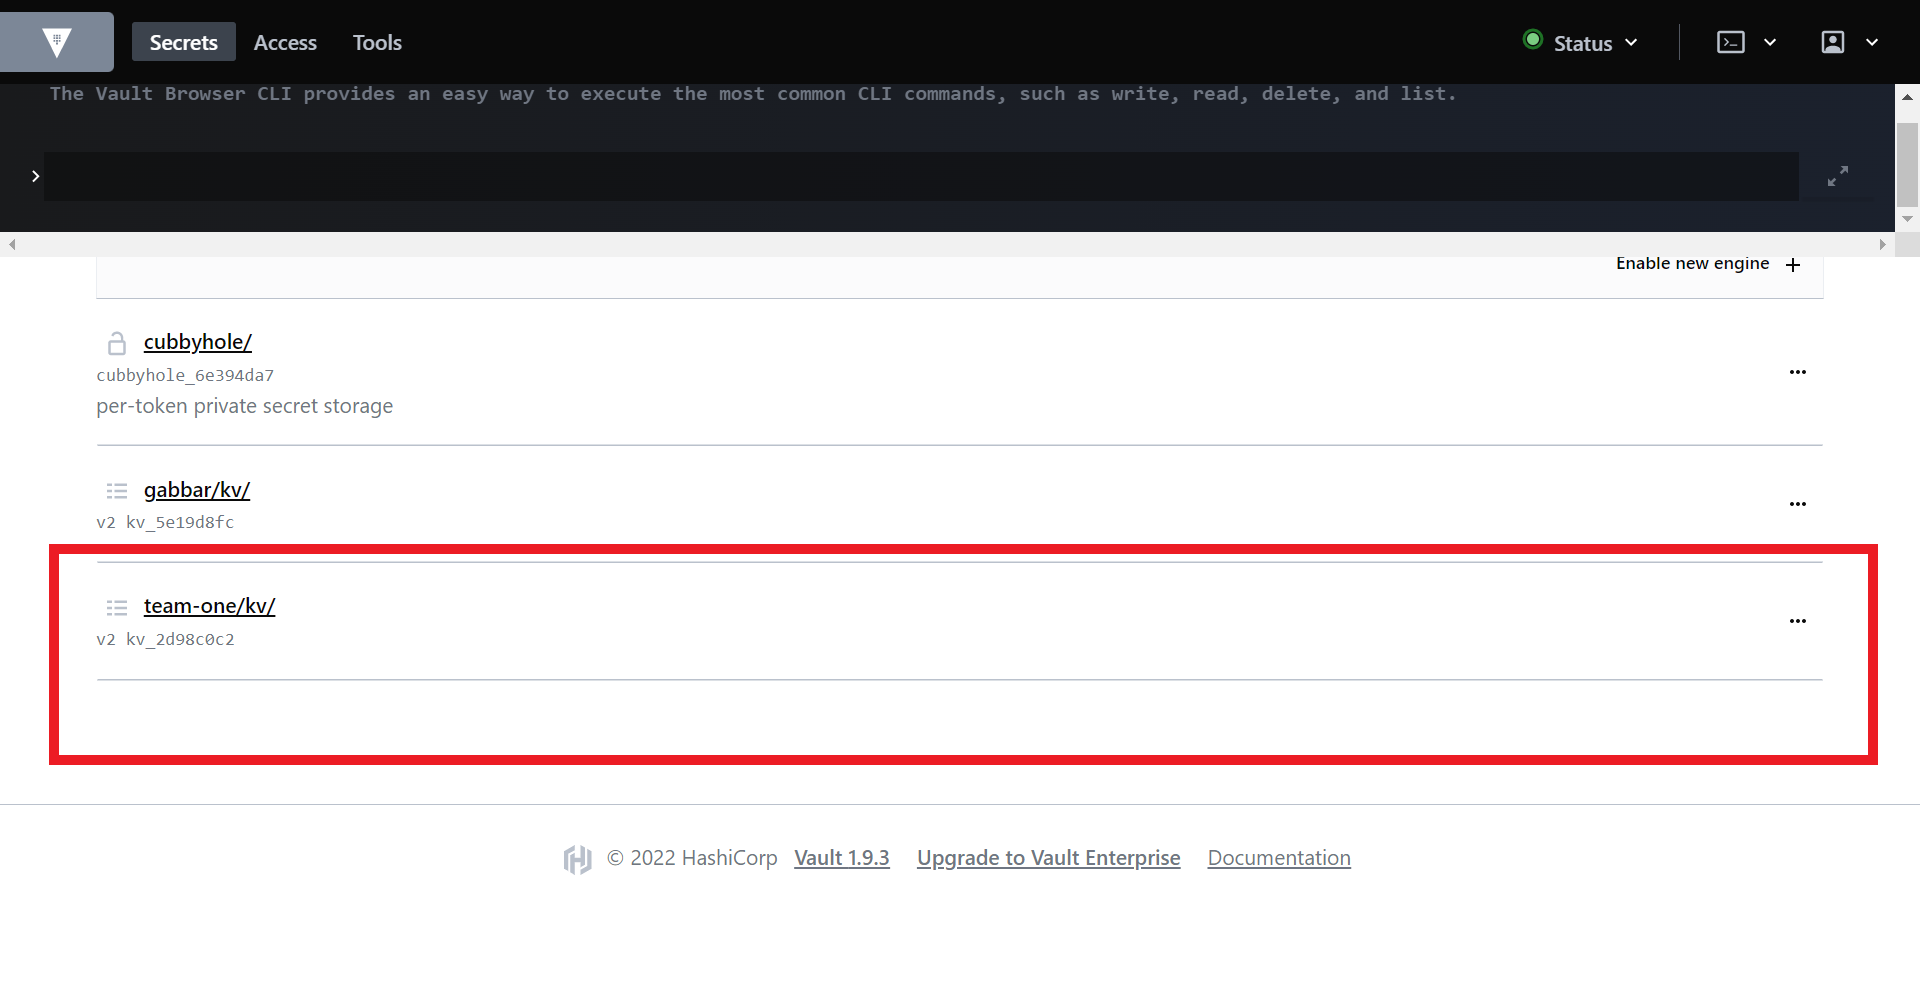 Secrets Access Tools Status
The Vault Browser CLI provides an easy way to execute the most common CLI commands, such as write, read, delete, and list.
Enable new engine
cubbyhole/
cubbyhole_6e394da7
per-token private secret storage
gabbar/kv/
v2 kv_5e19d8fc
team-one/kv/
v2 kv_2d98c0c2
© 2022 HashiCorp Vault 1.9.3 Upgrade to Vault Enterprise Documentation